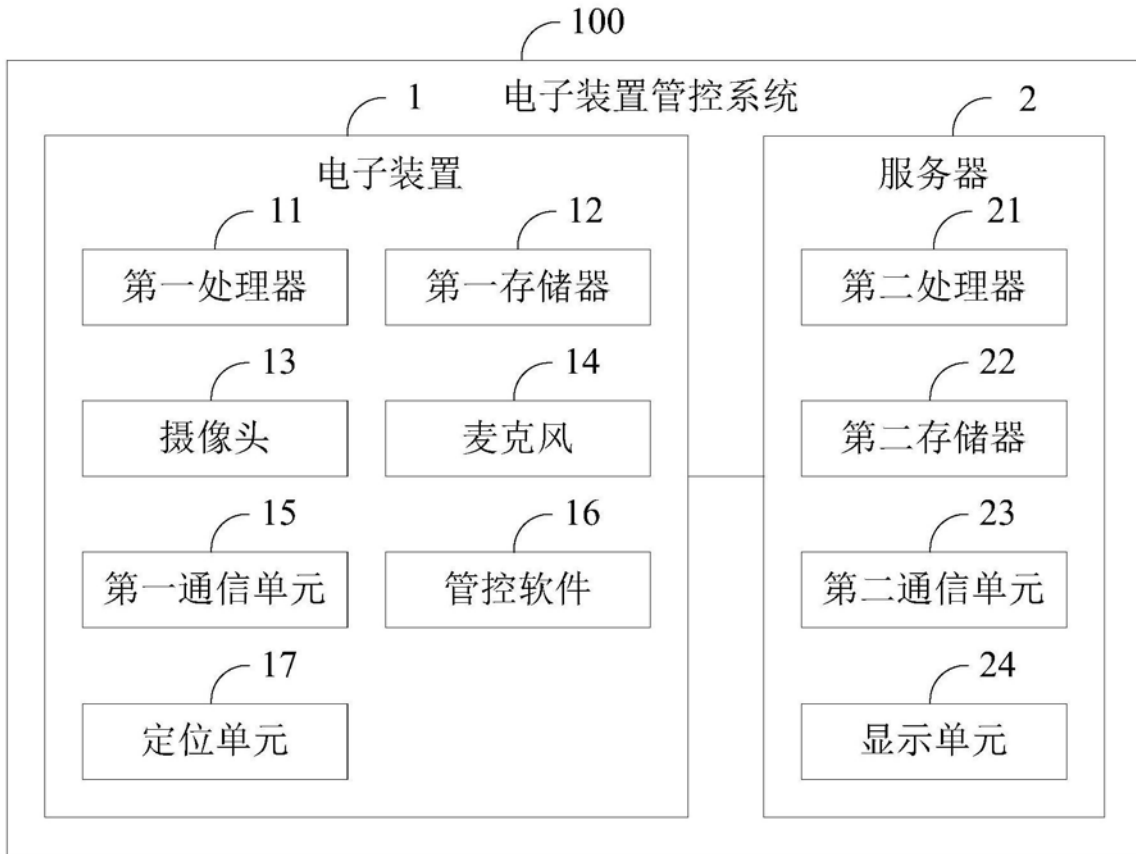 100
电子装置管控系统
1
电子装置
11
第一处理器
12
第一存储器
13
摄像头
14
麦克风
15
第一通信单元
16
管控软件
17
定位单元
2
服务器
21
第二处理器
22
第二存储器
23
第二通信单元
24
显示单元